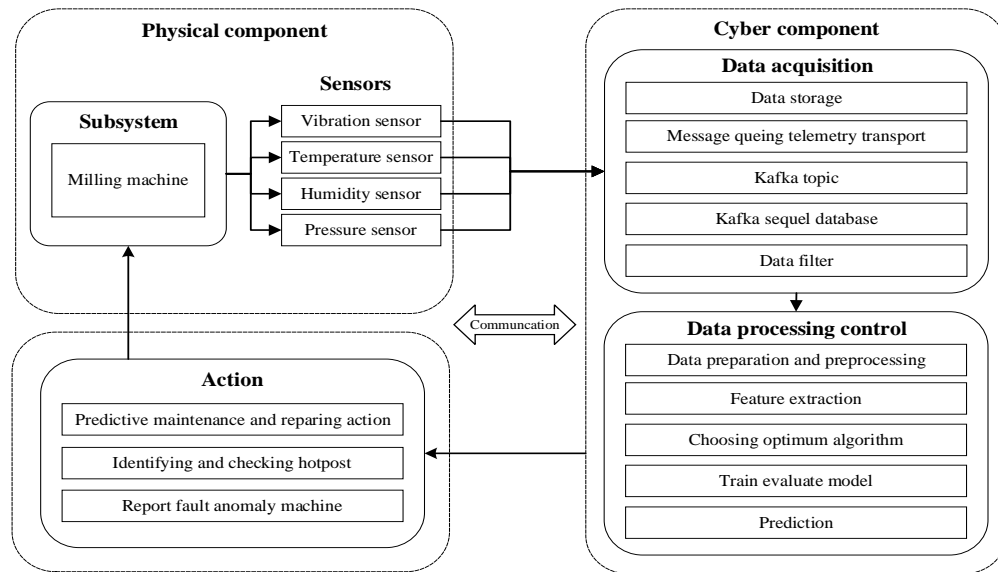 Physical component
Sensors
Subsystem
Milling machine
Vibration sensor
Temperature sensor
Humidity sensor
Pressure sensor
Cyber component
Data acquisition
Data storage
Message queing telemetry transport
Kafka topic
Kafka sequel database
Data filter
Communcation
Data processing control
Data preparation and preprocessing
Feature extraction
Choosing optimum algorithm
Train evaluate model
Prediction
Action
Predictive maintenance and reparing action
Identifying and checking hotpost
Report fault anomaly machine